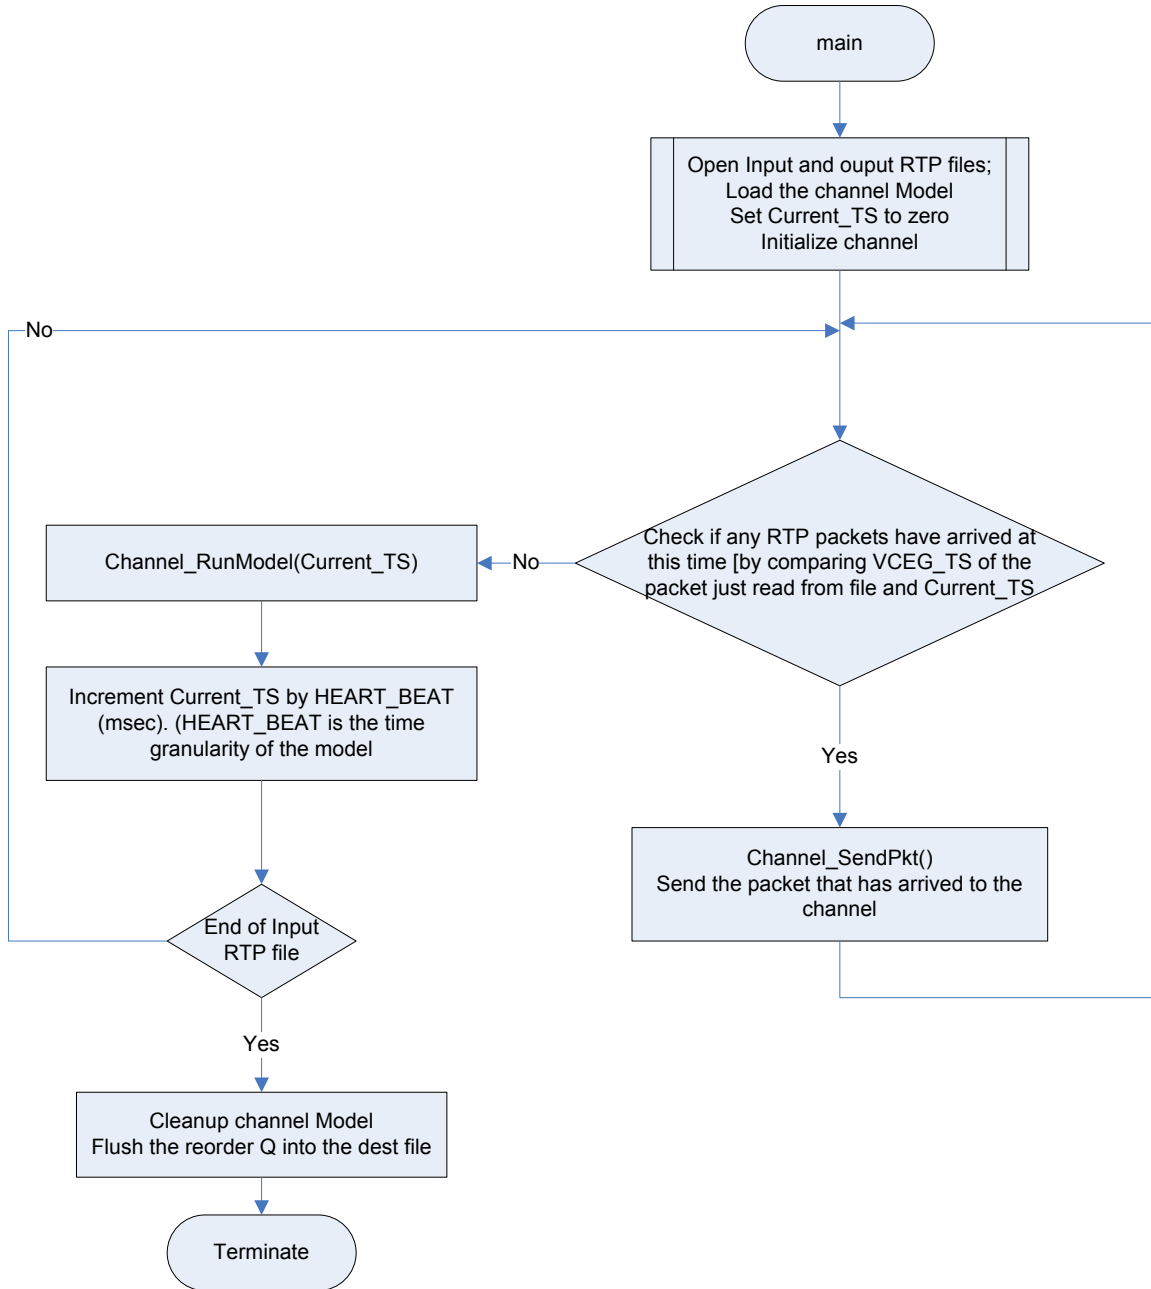 main
Open Input and ouput RTP files;
Load the channel Model
Set Current_TS to zero
Initialize channel
No
Check if any RTP packets have arrived at
this time [by comparing VCEG_TS of the
packet just read from file and Current_TS
No
Channel_RunModel(Current_TS)
Increment Current_TS by HEART_BEAT
(msec). (HEART_BEAT is the time
granularity of the model
Yes
Channel_SendPkt()
Send the packet that has arrived to the
channel
End of Input
RTP file
Yes
Cleanup channel Model
Flush the reorder Q into the dest file
Terminate